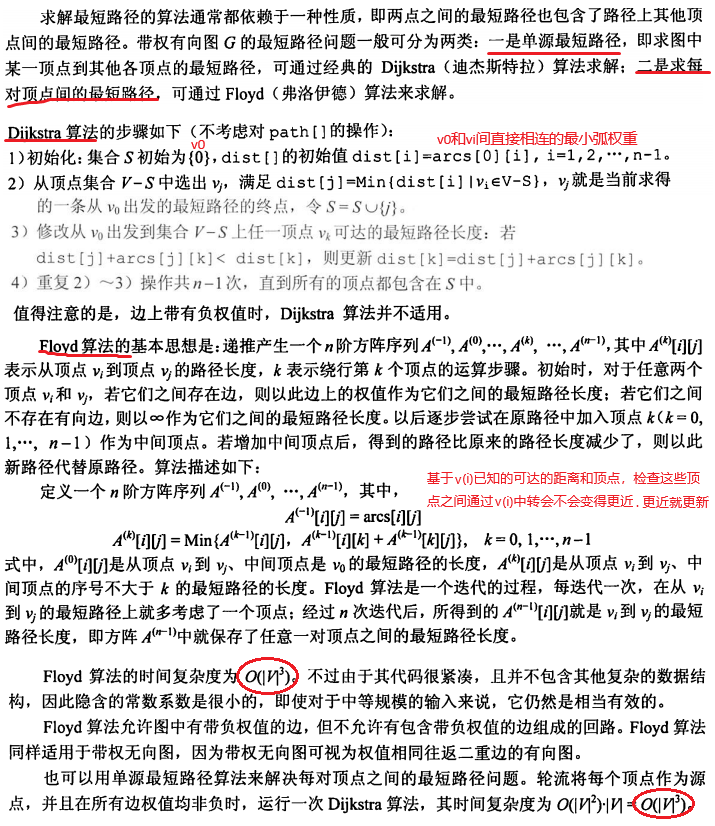 求解最短路径的算法通常都依赖于一种性质，即两点之间的最短路径也包含了路径上其他顶
点间的最短路径。带权有向图 G 的最短路径问题一般可分为两类：一是单源最短路径，即求图中
某一顶点到其他各顶点的最短路径，可通过经典的 Dijkstra（迪杰斯特拉）算法求解；二是求每
对顶点间的最短路径，可通过 Floyd（弗洛伊德）算法来求解。
Dijkstra 算法的步骤如下（不考虑对 path[]的操作）：
v0
v0和vi间直接相连的最小弧权重
1）初始化：集合 S 初始为{0}，dist[]的初始值 dist[i]=arcs[0][i], i=1,2,…,n-1。
2）从顶点集合 V−S 中选出 vj，满足 dist[j]=Min{dist[i]|vi∈V-S}，vj 就是当前求得
的一条从 v0 出发的最短路径的终点，令 S = S∪{j}。
3）修改从 v0 出发到集合 V−S 上任一顶点 vk 可达的最短路径长度：若
dist[j]+arcs[j][k]< dist[k]，则更新 dist[k]=dist[j]+arcs[j][k]。
4）重复 2）～3）操作共 n−1 次，直到所有的顶点都包含在 S 中。
值得注意的是，边上带有负权值时，Dijkstra 算法并不适用。
Floyd 算法的基本思想是：递推产生一个 n 阶方阵序列 A⁽⁻¹⁾, A⁽⁰⁾,…, A⁽ᵏ⁾, …, A⁽ⁿ⁻¹⁾，其中 A⁽ᵏ⁾[i][j]
表示从顶点 vi 到顶点 vj 的路径长度，k 表示绕行第 k 个顶点的运算步骤。初始时，对于任意两个
顶点 vi 和 vj，若它们之间存在边，则以此边上的权值作为它们之间的最短路径长度；若它们之间
不存在有向边，则以∞作为它们之间的最短路径长度。以后逐步尝试在原路径中加入顶点 k（k = 0,
1,…, n −1）作为中间顶点。若增加中间顶点后，得到的路径比原来的路径长度减少了，则以此
新路径代替原路径。算法描述如下：
基于v(i)已知的可达的距离和顶点，检查这些顶
点之间通过v(i)中转会不会变得更近，更近就更新
定义一个 n 阶方阵序列 A⁽⁻¹⁾, A⁽⁰⁾, …, A⁽ⁿ⁻¹⁾，其中，
A⁽⁻¹⁾[i][j] = arcs[i][j]
A⁽ᵏ⁾[i][j] = Min{A⁽ᵏ⁻¹⁾[i][j]，A⁽ᵏ⁻¹⁾[i][k] + A⁽ᵏ⁻¹⁾[k][j]}, k = 0, 1,…, n−1
式中，A⁽⁰⁾[i][j]是从顶点 vi 到 vj、中间顶点是 v0 的最短路径的长度，A⁽ᵏ⁾[i][j]是从顶点 vi 到 vj、中
间顶点的序号不大于 k 的最短路径的长度。Floyd 算法是一个迭代的过程，每迭代一次，在从 vi
到 vj 的最短路径上就多考虑了一个顶点；经过 n 次迭代后，所得到的 A⁽ⁿ⁻¹⁾[i][j]就是 vi 到 vj 的最短
路径长度，即方阵 A⁽ⁿ⁻¹⁾中就保存了任意一对顶点之间的最短路径长度。
Floyd 算法的时间复杂度为 O(|V|³)。不过由于其代码很紧凑，且并不包含其他复杂的数据结
构，因此隐含的常数系数是很小的，即使对于中等规模的输入来说，它仍然是相当有效的。
Floyd 算法允许图中有带负权值的边，但不允许有包含带负权值的边组成的回路。Floyd 算法
同样适用于带权无向图，因为带权无向图可视为权值相同往返二重边的有向图。
也可以用单源最短路径算法来解决每对顶点之间的最短路径问题。轮流将每个顶点作为源
点，并且在所有边权值均非负时，运行一次 Dijkstra 算法，其时间复杂度为 O(|V|²)·|V| = O(|V|³)。